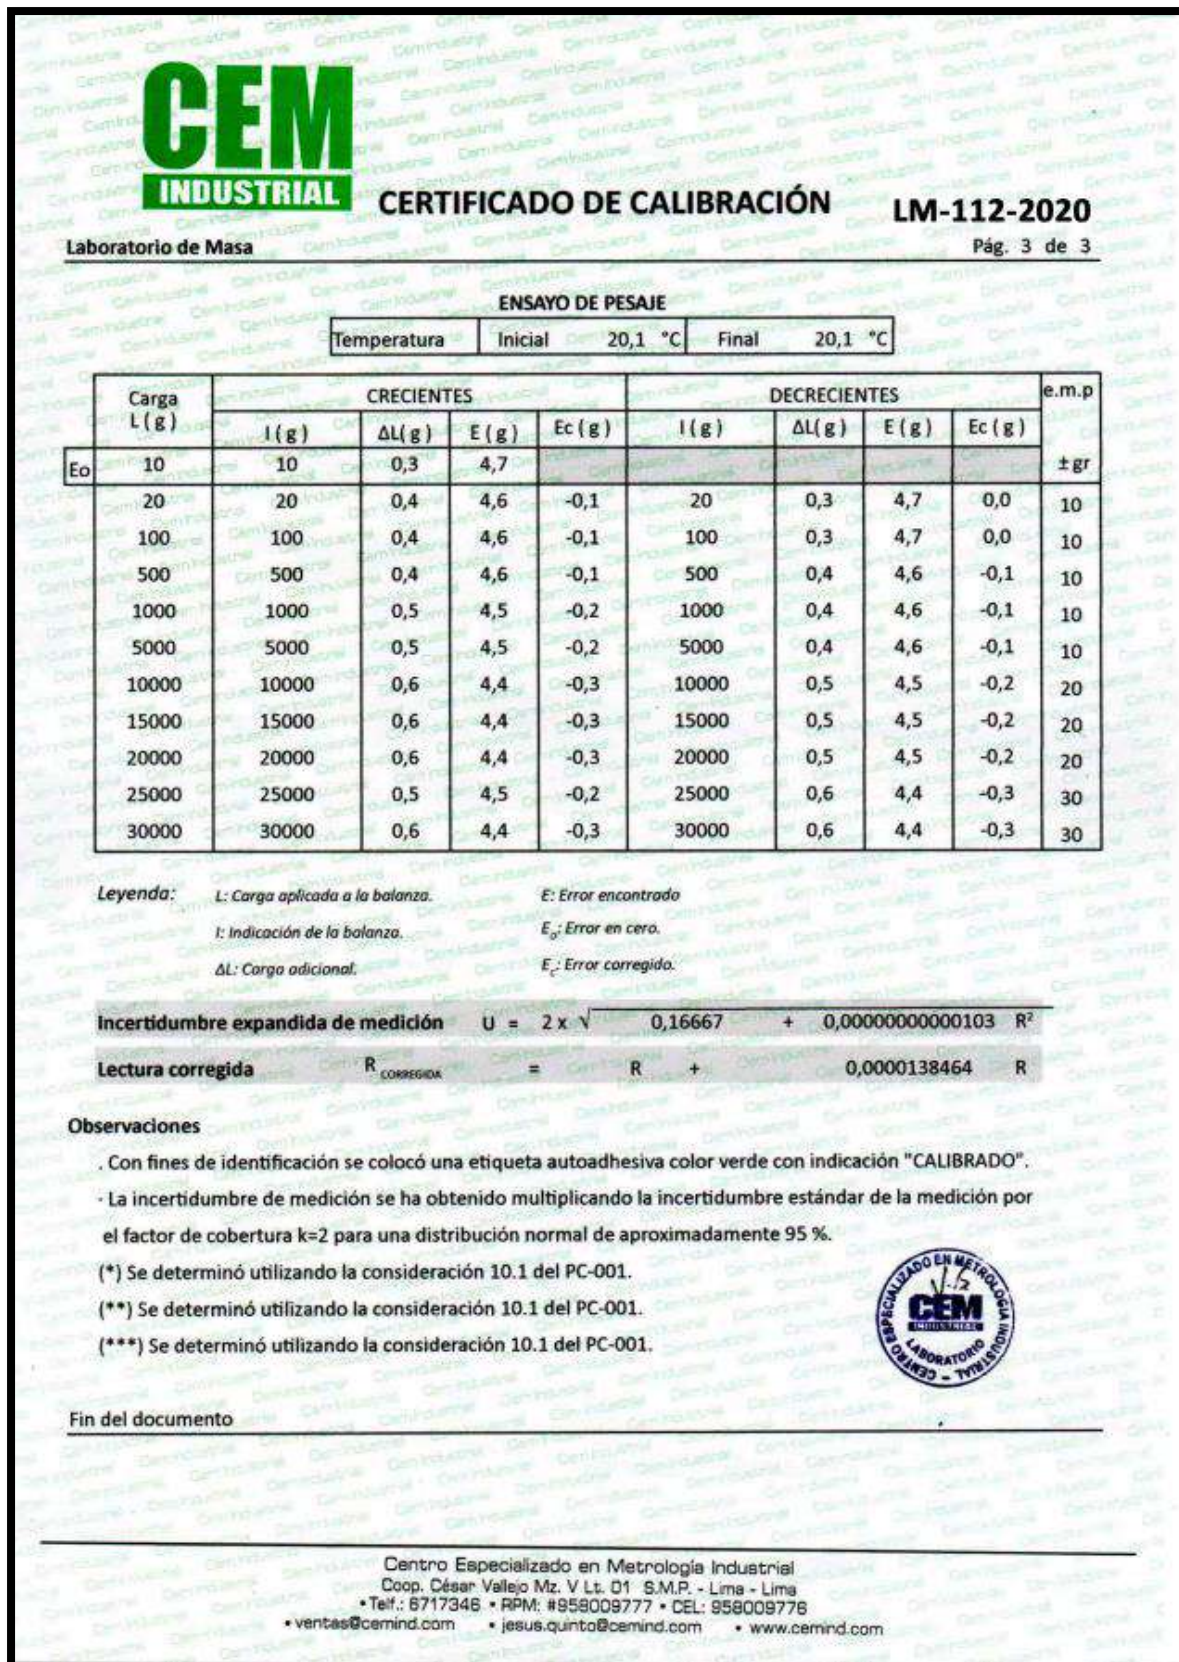 CEM
INDUSTRIAL
CERTIFICADO DE CALIBRACIÓN
LM-112-2020
Laboratorio de Masa
Pág. 3 de 3
ENSAYO DE PESAJE
Temperatura Inicial 20,1 °C Final 20,1 °C
Carga L ( g ) CRECIENTES DECRECIENTES e.m.p
I ( g ) ΔL( g ) E ( g ) Ec ( g ) I ( g ) ΔL( g ) E ( g ) Ec ( g )
Eo 10 10 0,3 4,7 ± gr
20 20 0,4 4,6 -0,1 20 0,3 4,7 0,0 10
100 100 0,4 4,6 -0,1 100 0,3 4,7 0,0 10
500 500 0,4 4,6 -0,1 500 0,4 4,6 -0,1 10
1000 1000 0,5 4,5 -0,2 1000 0,4 4,6 -0,1 10
5000 5000 0,5 4,5 -0,2 5000 0,4 4,6 -0,1 10
10000 10000 0,6 4,4 -0,3 10000 0,5 4,5 -0,2 20
15000 15000 0,6 4,4 -0,3 15000 0,5 4,5 -0,2 20
20000 20000 0,6 4,4 -0,3 20000 0,5 4,5 -0,2 20
25000 25000 0,5 4,5 -0,2 25000 0,6 4,4 -0,3 30
30000 30000 0,6 4,4 -0,3 30000 0,6 4,4 -0,3 30
Leyenda: L: Carga aplicada a la balanza. E: Error encontrado
I: Indicación de la balanza. E₀: Error en cero.
ΔL: Carga adicional. E꜀: Error corregido.
Incertidumbre expandida de medición U = 2 x √ 0,16667 + 0,00000000000103 R²
Lectura corregida R CORREGIDA = R + 0,0000138464 R
Observaciones
. Con fines de identificación se colocó una etiqueta autoadhesiva color verde con indicación "CALIBRADO".
· La incertidumbre de medición se ha obtenido multiplicando la incertidumbre estándar de la medición por
el factor de cobertura k=2 para una distribución normal de aproximadamente 95 %.
(*) Se determinó utilizando la consideración 10.1 del PC-001.
(**) Se determinó utilizando la consideración 10.1 del PC-001.
(***) Se determinó utilizando la consideración 10.1 del PC-001.
CENTRO ESPECIALIZADO EN METROLOGIA INDUSTRIAL
CEM
INDUSTRIAL
LABORATORIO
Fin del documento
Centro Especializado en Metrología Industrial
Coop. César Vallejo Mz. V Lt. 01 S.M.P. - Lima - Lima
• Telf.: 6717346 • RPM: #958009777 • CEL: 958009776
• ventas@cemind.com • jesus.quinto@cemind.com • www.cemind.com